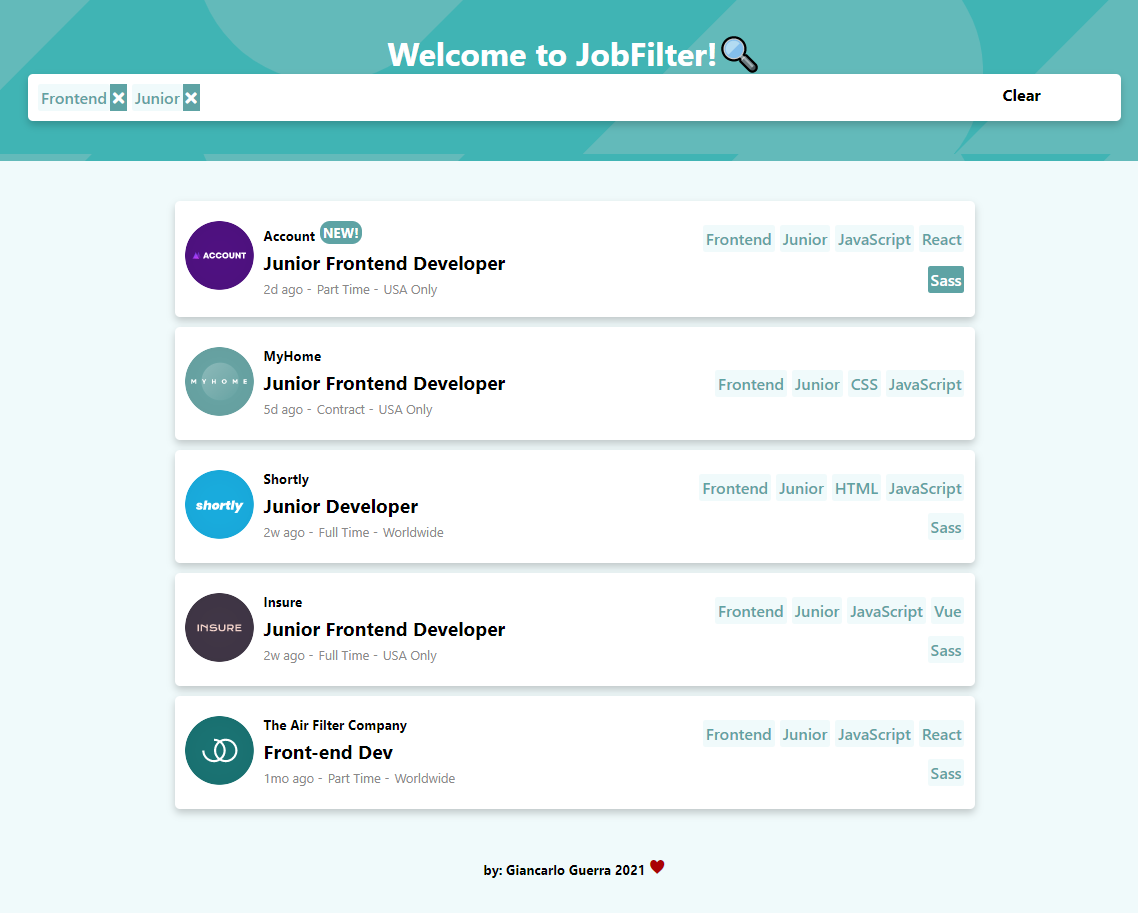 Welcome to JobFilter!
Frontend Junior Clear
ACCOUNT
Account NEW!
Junior Frontend Developer
2d ago - Part Time - USA Only
Frontend Junior JavaScript React
Sass
MYHOME
MyHome
Junior Frontend Developer
5d ago - Contract - USA Only
Frontend Junior CSS JavaScript
shortly
Shortly
Junior Developer
2w ago - Full Time - Worldwide
Frontend Junior HTML JavaScript
Sass
INSURE
Insure
Junior Frontend Developer
2w ago - Full Time - USA Only
Frontend Junior JavaScript Vue
Sass
The Air Filter Company
Front-end Dev
1mo ago - Part Time - Worldwide
Frontend Junior JavaScript React
Sass
by: Giancarlo Guerra 2021